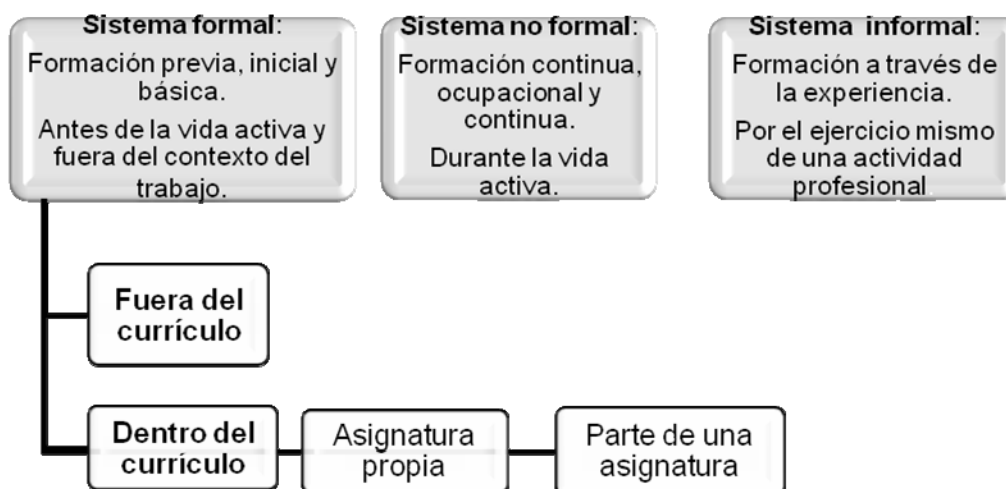 Sistema formal:
Formación previa, inicial y
básica.
Antes de la vida activa y
fuera del contexto del
trabajo.
Sistema no formal:
Formación continua,
ocupacional y
continua.
Durante la vida
activa.
Sistema informal:
Formación a través de
la experiencia.
Por el ejercicio mismo
de una actividad
profesional
Fuera del
currículo
Dentro del
currículo
Asignatura
propia
Parte de una
asignatura